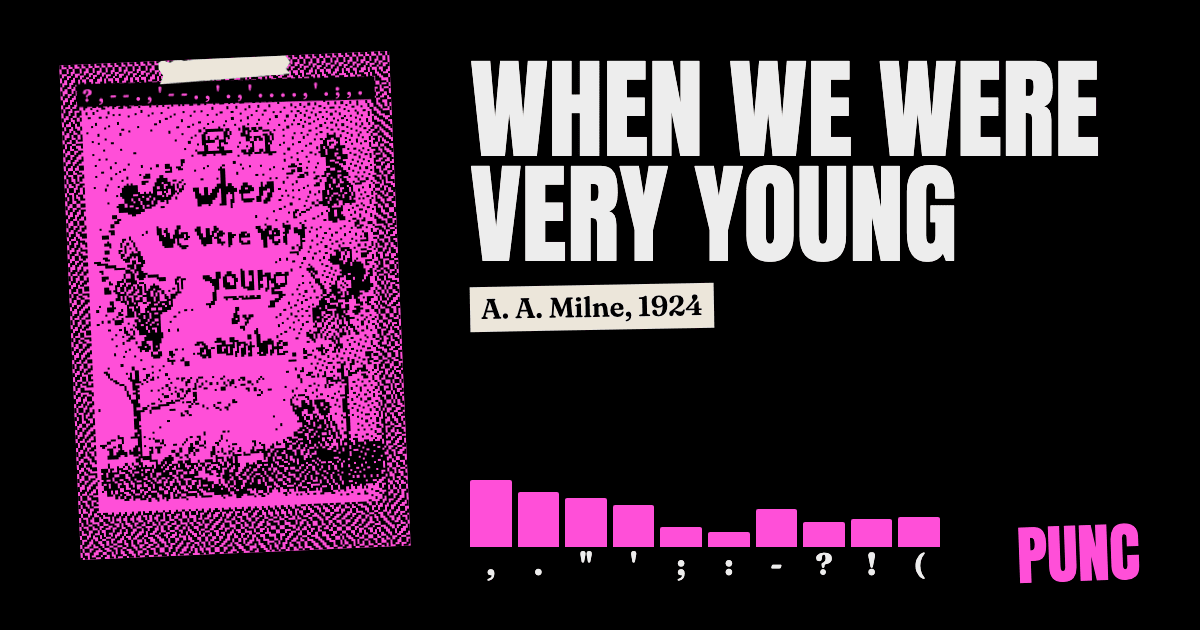 ? , - - . , ' - - . , ' . , ' . . . . , ' . ; , .
when
we were very
young
by
a·a·milne
WHEN WE WERE
VERY YOUNG
A. A. Milne, 1924
, . " ' ; : - ? ! (
PUNC